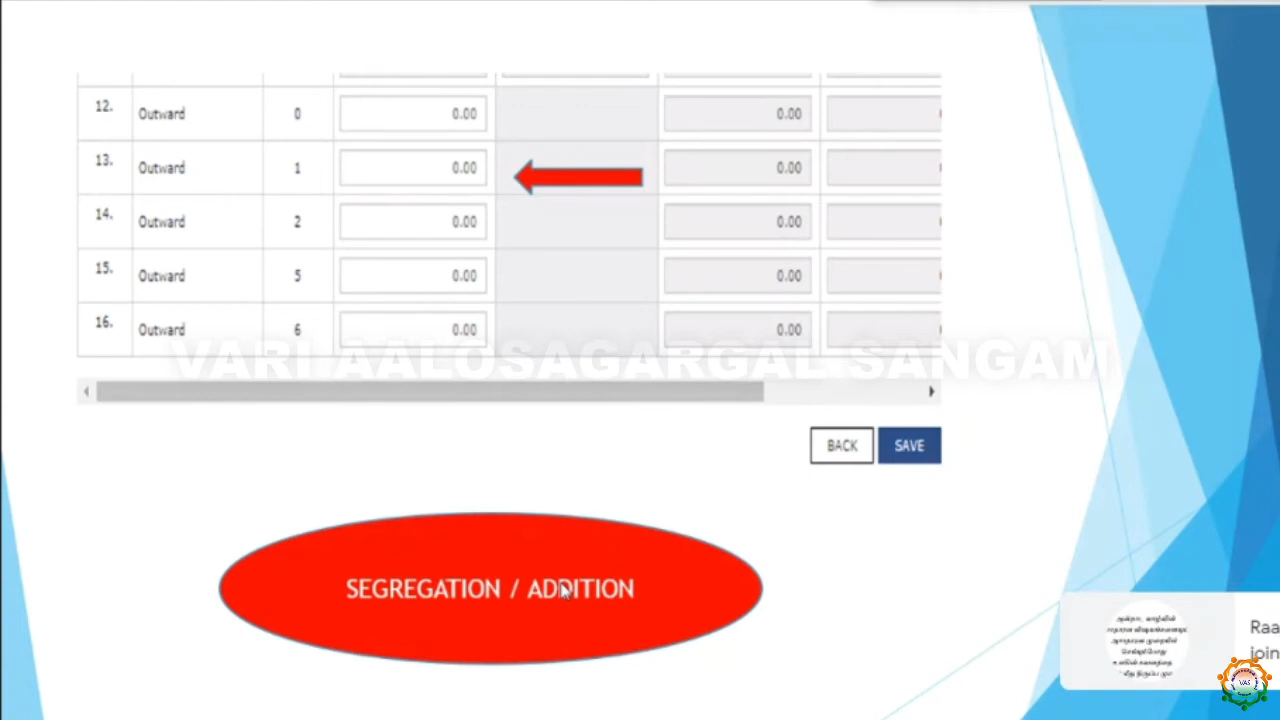 12. Outward 0 0.00 0.00
13. Outward 1 0.00 0.00
14. Outward 2 0.00 0.00
15. Outward 5 0.00 0.00
16. Outward 6 0.00 0.00
VARI AALOSAGARGAL SANGAM
BACK SAVE
SEGREGATION / ADDITION
Raa
join
VAS